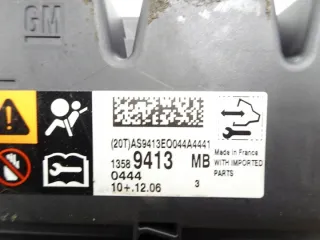 GM
(20T)AS9413EO044A4441
1358 9413 MB
0444
10+.12.06 3
Made in France
WITH IMPORTED
PARTS